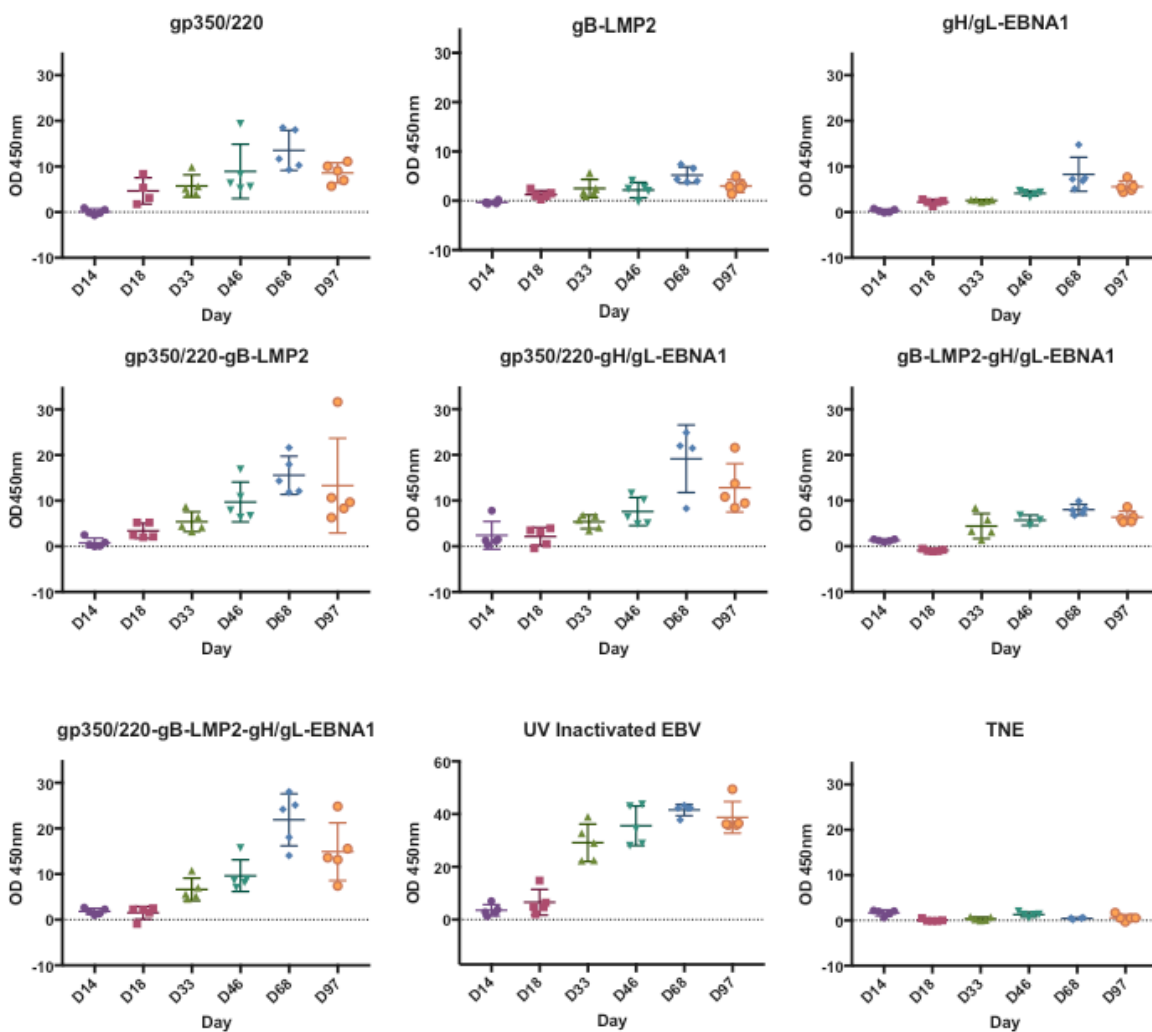 gp350/220
gB-LMP2
gH/gL-EBNA1
OD 450nm
30
20
10
0
-10
D14
D18
D33
D46
D68
D97
Day
OD 450nm
30
20
10
0
-10
D14
D18
D33
D46
D68
D97
Day
OD 450nm
30
20
10
0
-10
D14
D18
D33
D46
D68
D97
Day
gp350/220-gB-LMP2
gp350/220-gH/gL-EBNA1
gB-LMP2-gH/gL-EBNA1
OD450nm
30
20
10
0
-10
D14
D18
D33
D46
D68
D97
Day
OD 450nm
30
20
10
0
-10
D14
D18
D33
D46
D68
D97
Day
OD 450nm
30
20
10
0
-10
D14
D18
D33
D46
D68
D97
Day
gp350/220-gB-LMP2-gH/gL-EBNA1
UV Inactivated EBV
TNE
OD 450nm
30
20
10
0
-10
D14
D18
D33
D46
D68
D97
Day
OD 450nm
60
40
20
0
D14
D18
D33
D46
D68
D97
Day
OD 450nm
30
20
10
0
-10
D14
D18
D33
D46
D68
D97
Day